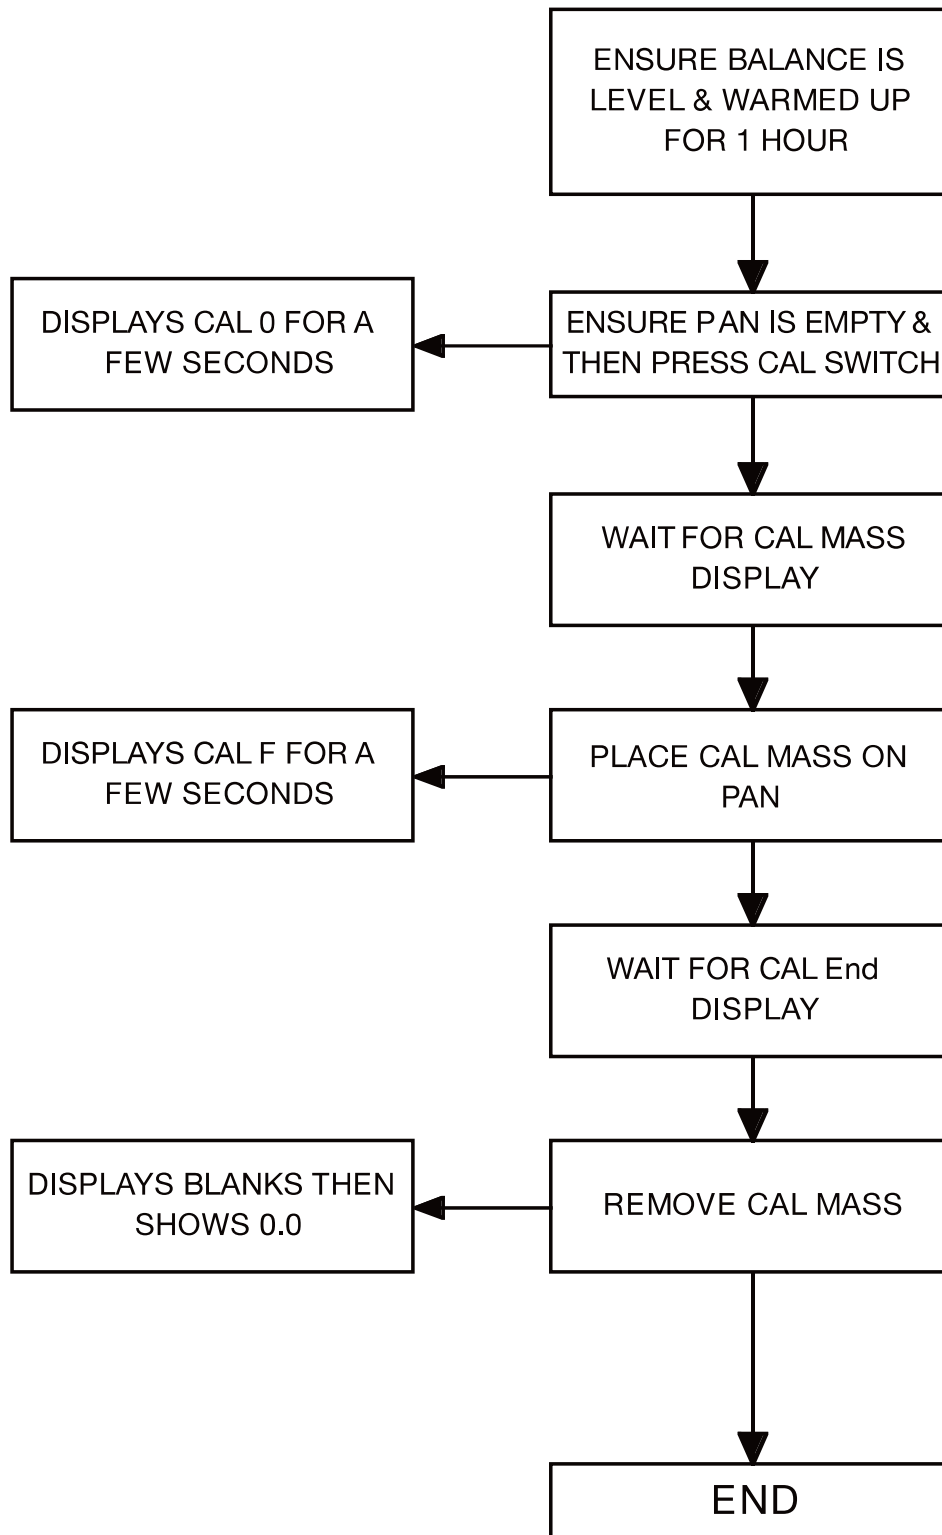 ENSURE BALANCE IS
LEVEL & WARMED UP
FOR 1 HOUR
DISPLAYS CAL 0 FOR A
FEW SECONDS
ENSURE PAN IS EMPTY &
THEN PRESS CAL SWITCH
WAIT FOR CAL MASS
DISPLAY
DISPLAYS CAL F FOR A
FEW SECONDS
PLACE CAL MASS ON
PAN
WAIT FOR CAL End
DISPLAY
DISPLAYS BLANKS THEN
SHOWS 0.0
REMOVE CAL MASS
END